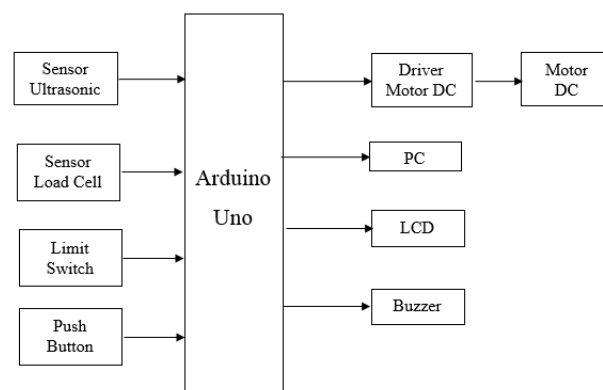 Sensor
Ultrasonic
Sensor
Load Cell
Limit
Switch
Push
Button
Arduino
Uno
Driver
Motor DC
Motor
DC
PC
LCD
Buzzer